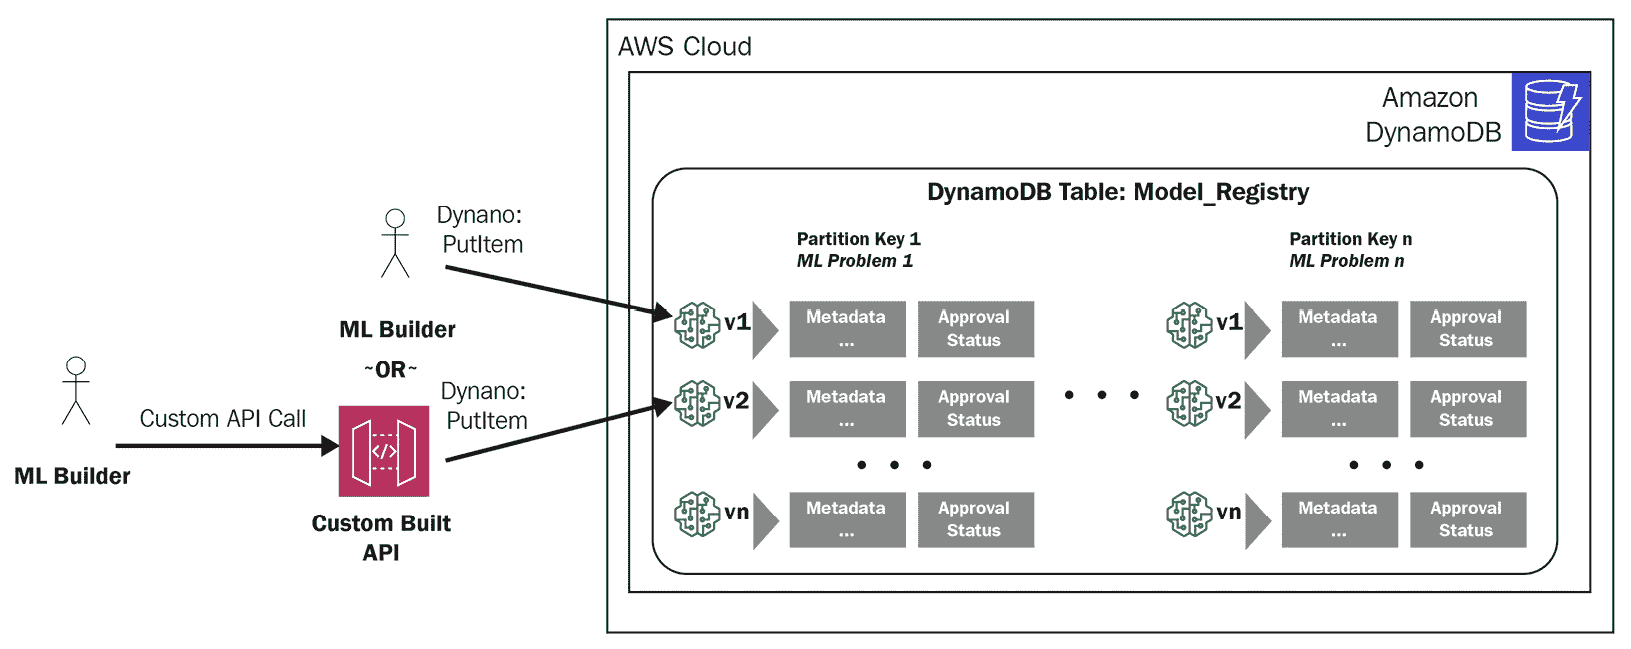 AWS Cloud
Amazon
DynamoDB
DynamoDB Table: Model_Registry
Dynano:
PutItem
ML Builder
~OR~
Dynano:
PutItem
Custom API Call
ML Builder
Custom Built
API
</>
Partition Key 1
ML Problem 1
v1
Metadata
...
Approval
Status
v2
Metadata
...
Approval
Status
• • •
vn
Metadata
...
Approval
Status
• • •
Partition Key n
ML Problem n
v1
Metadata
...
Approval
Status
v2
Metadata
...
Approval
Status
• • •
vn
Metadata
...
Approval
Status